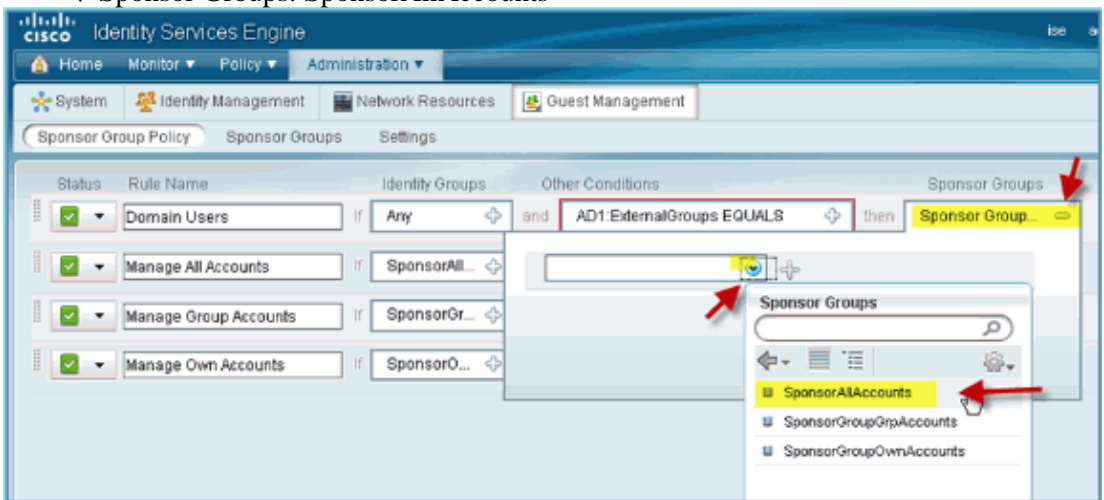 Sponsor Groups: SponsorAllAccounts
cisco Identity Services Engine ise
Home Monitor Policy Administration
System Identity Management Network Resources Guest Management
Sponsor Group Policy Sponsor Groups Settings
Status Rule Name Identity Groups Other Conditions Sponsor Groups
Domain Users If Any and AD1:ExternalGroups EQUALS then Sponsor Group...
Manage All Accounts If SponsorAll...
Sponsor Groups
Manage Group Accounts If SponsorGr...
Manage Own Accounts If SponsorO...
SponsorAllAccounts
SponsorGroupGrpAccounts
SponsorGroupOwnAccounts